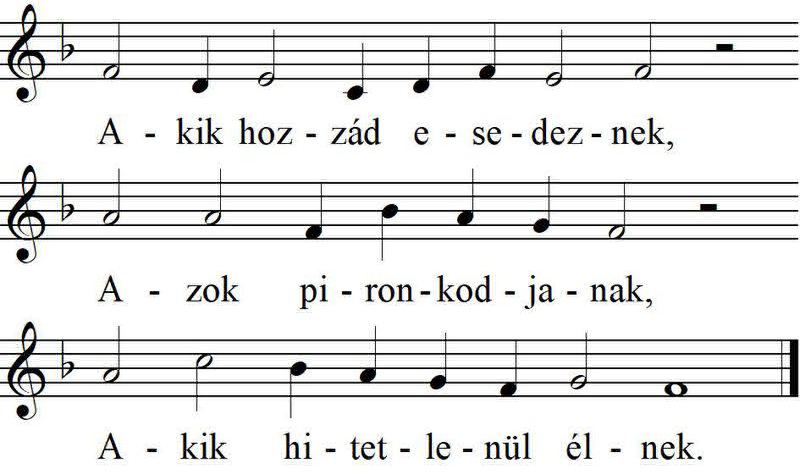 A - kik hoz - zád e - se - dez - nek,
A - zok pi - ron - kod - ja - nak,
A - kik hi - tet - le - nül él - nek.